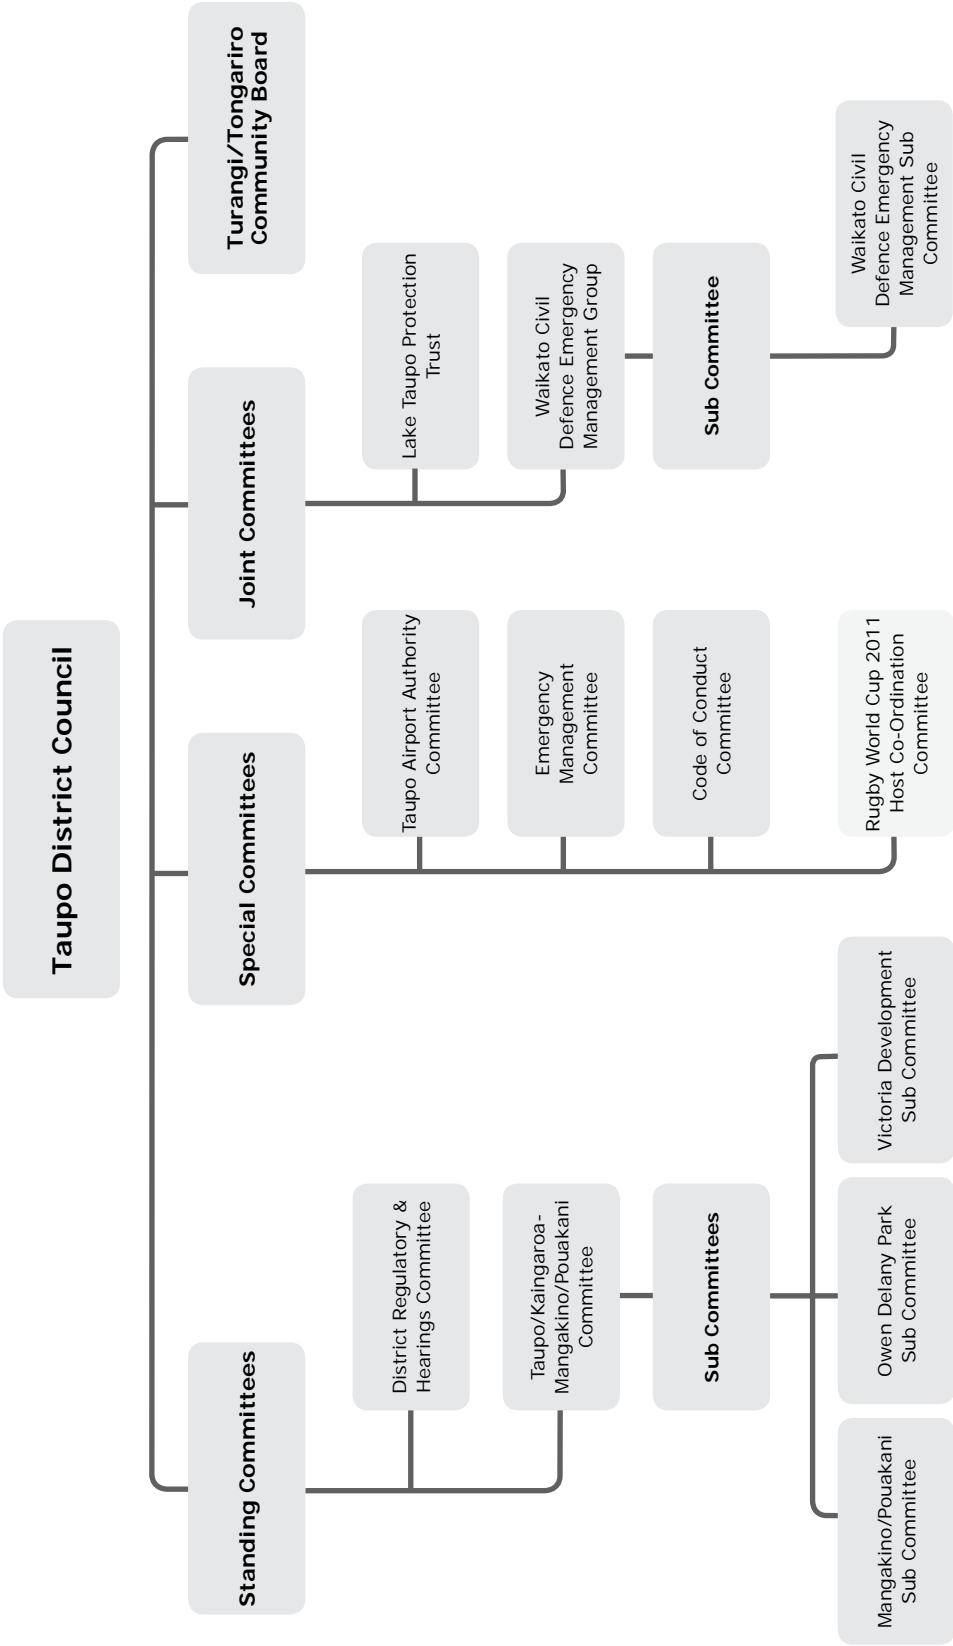 Taupo District Council
Standing Committees
Special Committees
Joint Committees
Turangi/Tongariro
Community Board
District Regulatory &
Hearings Committee
Taupo/Kaingaroa-
Mangakino/Pouakani
Committee
Sub Committees
Mangakino/Pouakani
Sub Committee
Owen Delany Park
Sub Committee
Victoria Development
Sub Committee
Taupo Airport Authority
Committee
Emergency
Management
Committee
Code of Conduct
Committee
Rugby World Cup 2011
Host Co-Ordination
Committee
Lake Taupo Protection
Trust
Waikato Civil
Defence Emergency
Management Group
Sub Committee
Waikato Civil
Defence Emergency
Management Sub
Committee